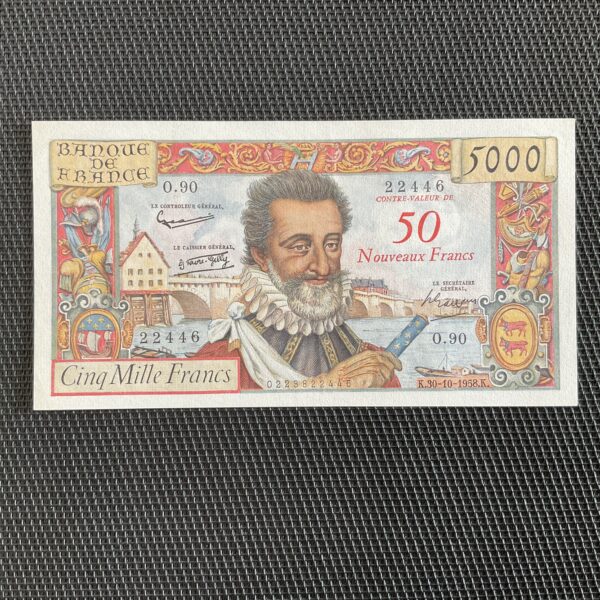 BANQUE
DE
FRANCE
5000
O.90
22446
LE CONTROLEUR GÉNÉRAL,
CONTRE-VALEUR DE
50
Nouveaux Francs
LE CAISSIER GÉNÉRAL,
LE SECRÉTAIRE
GÉNÉRAL,
22446
O.90
Cinq Mille Francs
0223822446
K.30-10-1958.K.